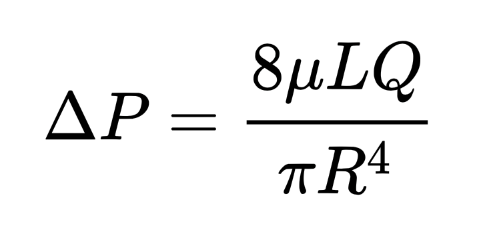 ΔP = 8μLQ / πR⁴